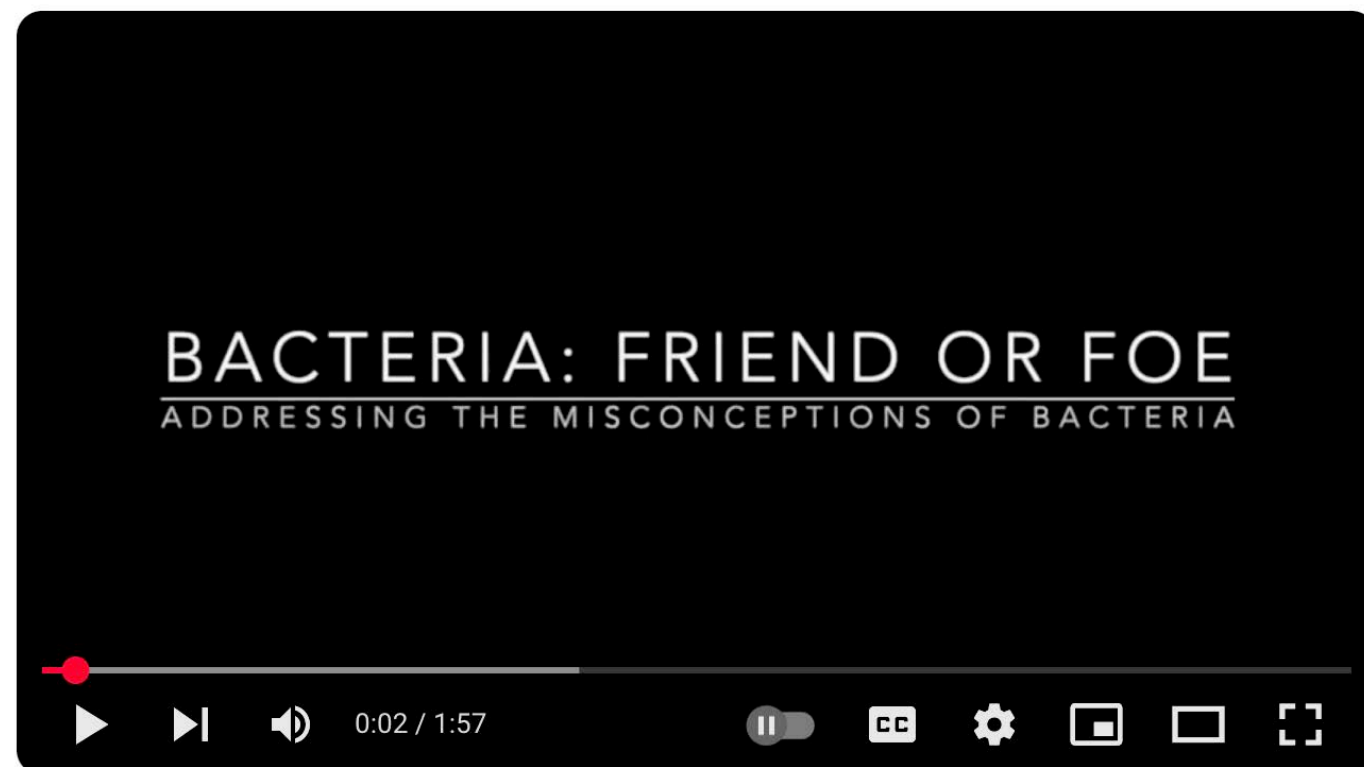 BACTERIA: FRIEND OR FOE
ADDRESSING THE MISCONCEPTIONS OF BACTERIA
0:02 / 1:57
CC